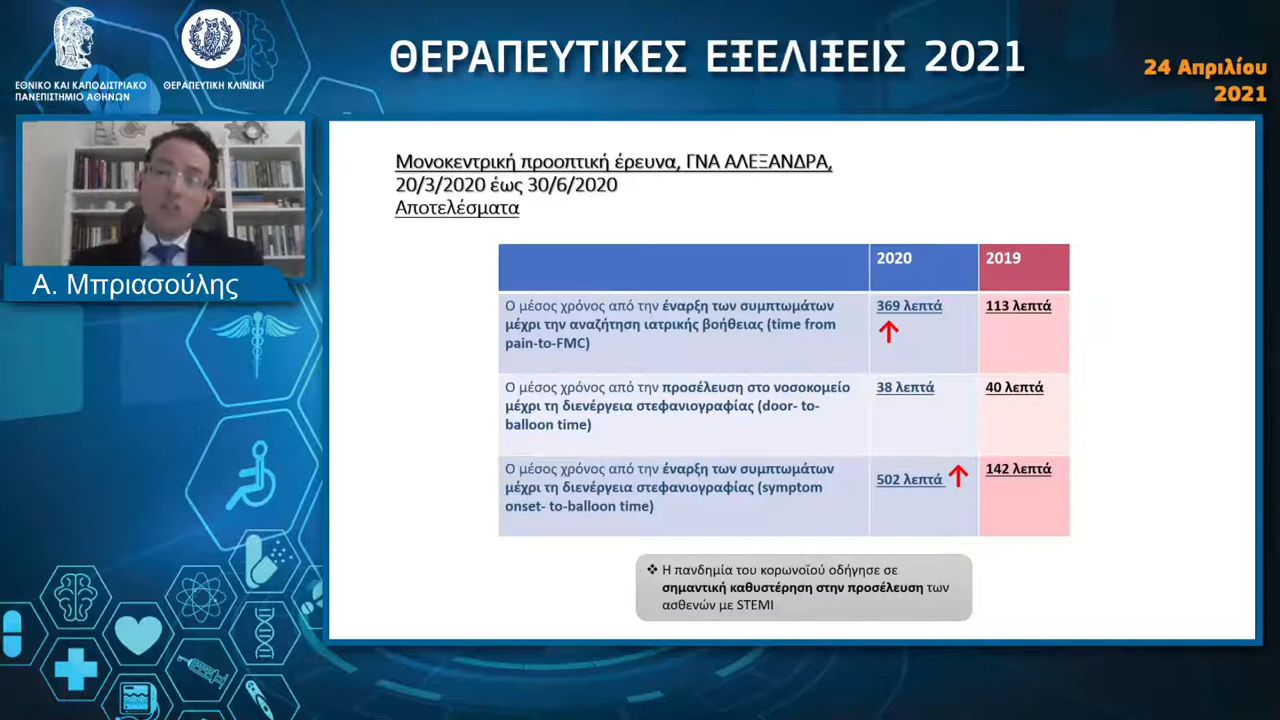 ΕΘΝΙΚΟ ΚΑΙ ΚΑΠΟΔΙΣΤΡΙΑΚΟ
ΠΑΝΕΠΙΣΤΗΜΙΟ ΑΘΗΝΩΝ
ΘΕΡΑΠΕΥΤΙΚΗ ΚΛΙΝΙΚΗ
ΘΕΡΑΠΕΥΤΙΚΕΣ ΕΞΕΛΙΞΕΙΣ 2021
24 Απριλίου
2021
Α. Μπριασούλης
Μονοκεντρική προοπτική έρευνα, ΓΝΑ ΑΛΕΞΑΝΔΡΑ,
20/3/2020 έως 30/6/2020
Αποτελέσματα
2020 2019
Ο μέσος χρόνος από την έναρξη των συμπτωμάτων
μέχρι την αναζήτηση ιατρικής βοήθειας (time from
pain-to-FMC)
369 λεπτά 113 λεπτά
Ο μέσος χρόνος από την προσέλευση στο νοσοκομείο
μέχρι τη διενέργεια στεφανιογραφίας (door- to-
balloon time)
38 λεπτά 40 λεπτά
Ο μέσος χρόνος από την έναρξη των συμπτωμάτων
μέχρι τη διενέργεια στεφανιογραφίας (symptom
onset- to-balloon time)
502 λεπτά 142 λεπτά
❖ Η πανδημία του κορωνοϊού οδήγησε σε
σημαντική καθυστέρηση στην προσέλευση των
ασθενών με STEMI